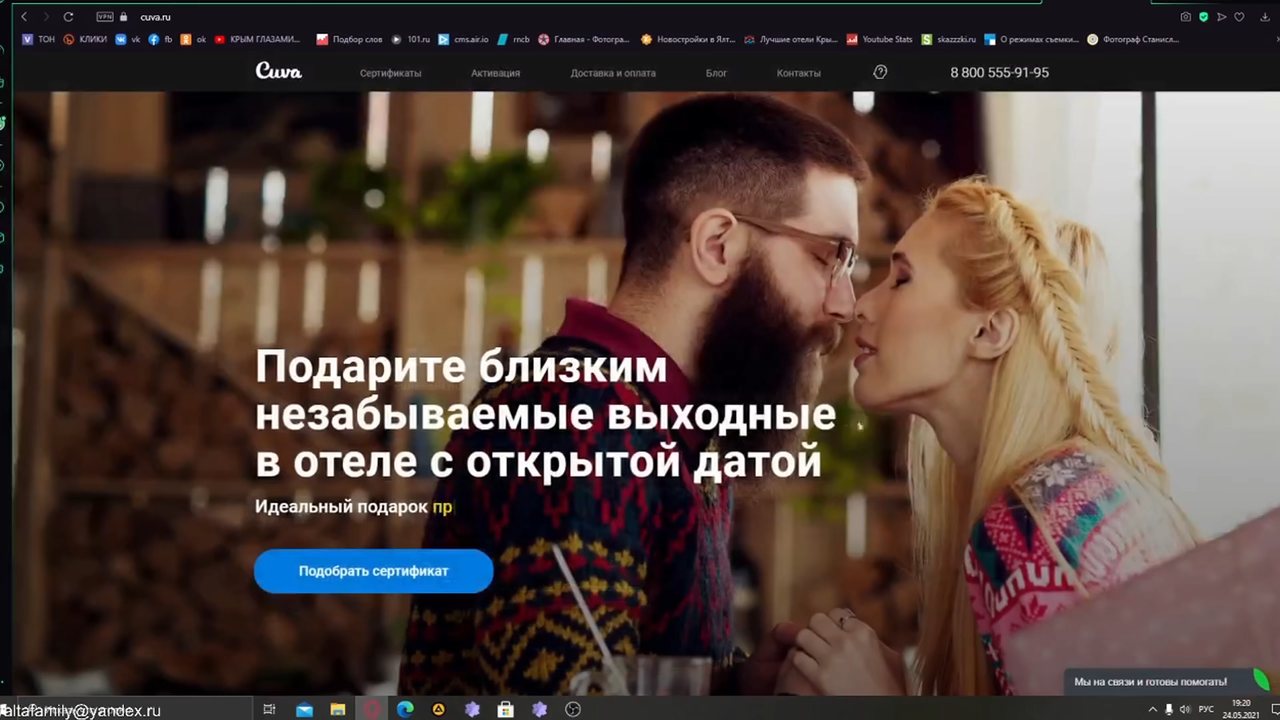 VPN
cuva.ru
ТОН КЛИКИ vk fb ok КРЫМ ГЛАЗАМИ... Подбор слов 101.ru cms.air.io rncb Главная - Фотогра... Новостройки в Ялт... Лучшие отели Кры... Youtube Stats skazzzki.ru О режимах съемки... Фотограф Станисл...
Cuva Сертификаты Активация Доставка и оплата Блог Контакты 8 800 555-91-95
Подарите близким
незабываемые выходные
в отеле с открытой датой
Идеальный подарок пр
Подобрать сертификат
Мы на связи и готовы помогать!
altafamily@yandex.ru
РУС
19:20
24.05.2021